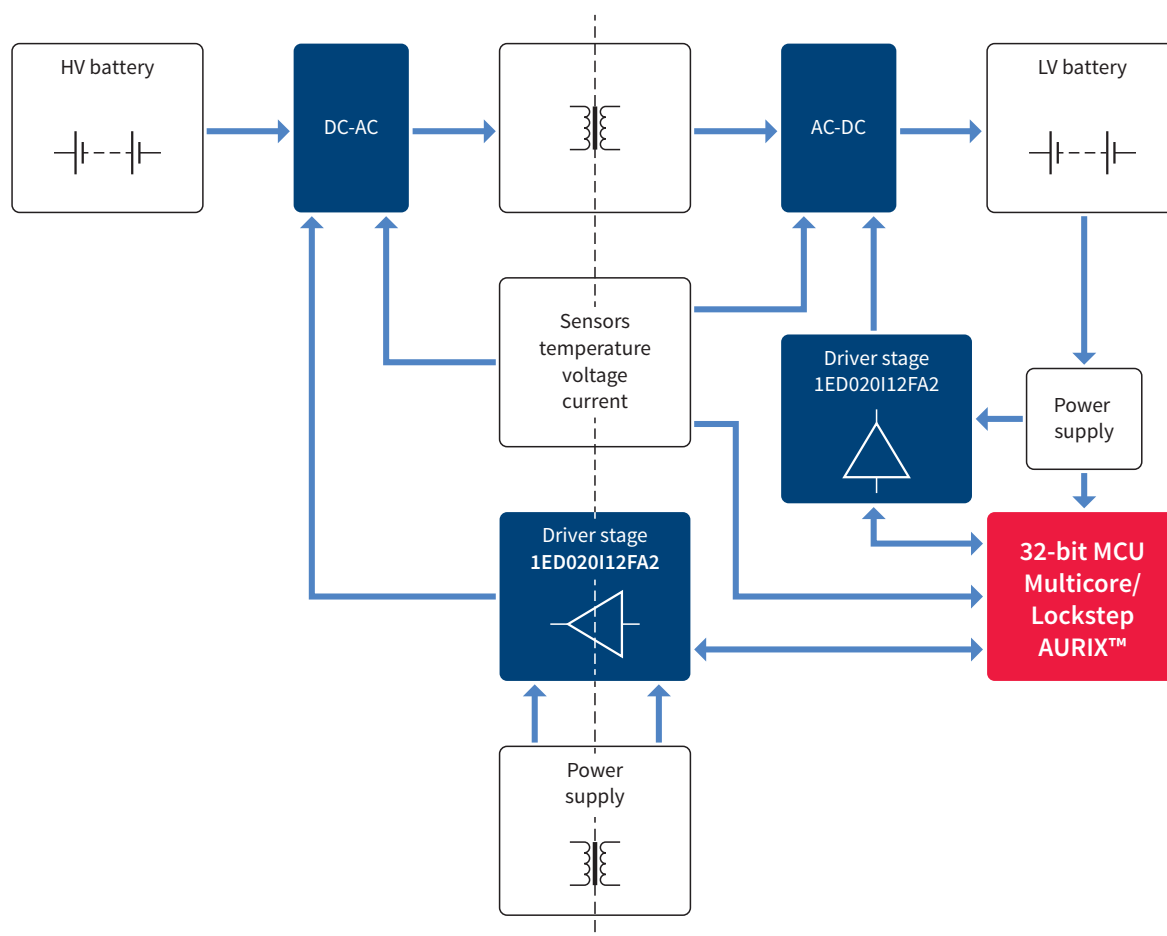 HV battery
DC-AC
AC-DC
LV battery
Sensors
temperature
voltage
current
Driver stage
1ED020I12FA2
Power
supply
Driver stage
1ED020I12FA2
32-bit MCU
Multicore/
Lockstep
AURIX™
Power
supply